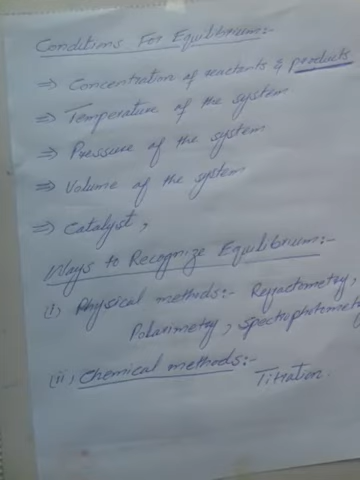 Conditions For Equilibrium:-
⇒ Concentration of reactants & products
⇒ Temperature of the system
⇒ Pressure of the system
⇒ Volume of the system
⇒ Catalyst,
Ways to Recognize Equilibrium:-
(i) Physical methods:- Refractometry,
Polarimetry, spectrophotomet
(ii) Chemical methods:-
Titration.